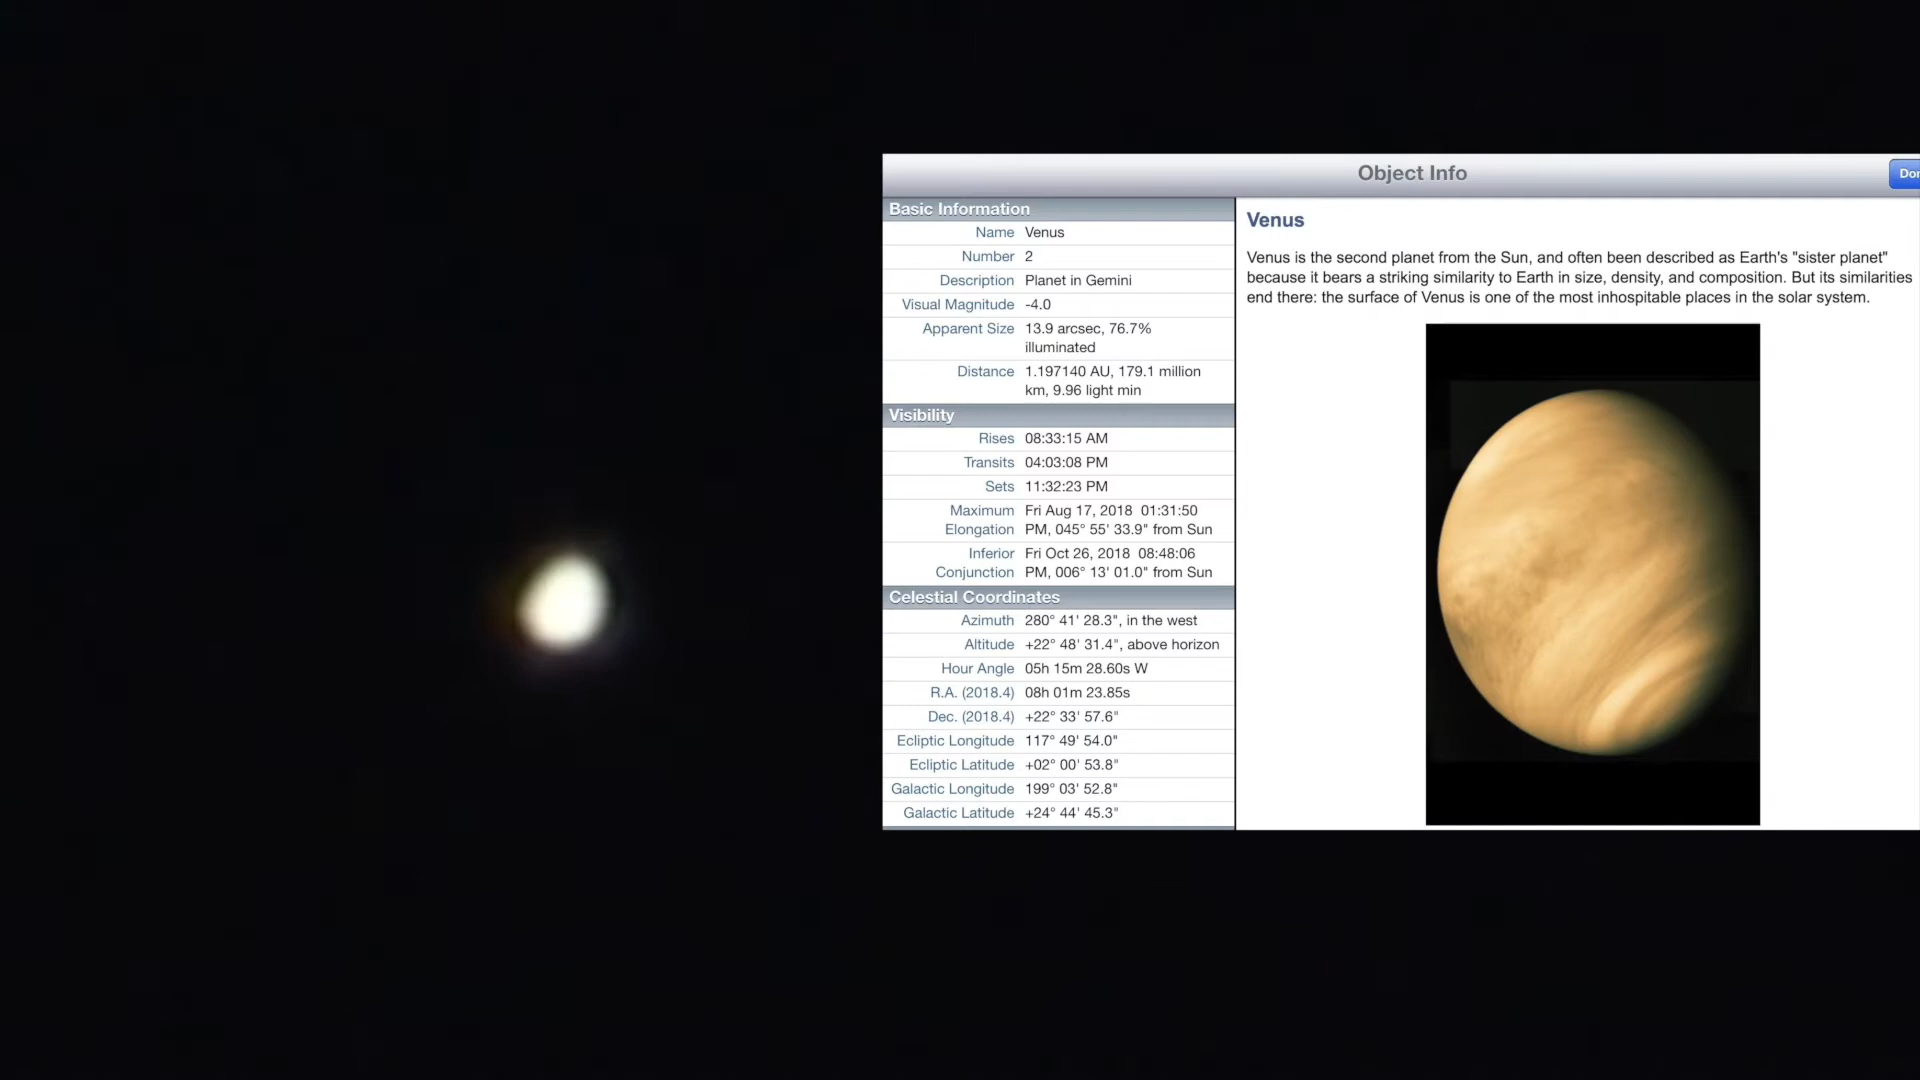 Object Info
Basic Information
Name Venus
Number 2
Description Planet in Gemini
Visual Magnitude -4.0
Apparent Size 13.9 arcsec, 76.7%
illuminated
Distance 1.197140 AU, 179.1 million
km, 9.96 light min
Visibility
Rises 08:33:15 AM
Transits 04:03:08 PM
Sets 11:32:23 PM
Maximum Fri Aug 17, 2018 01:31:50
Elongation PM, 045° 55' 33.9" from Sun
Inferior Fri Oct 26, 2018 08:48:06
Conjunction PM, 006° 13' 01.0" from Sun
Celestial Coordinates
Azimuth 280° 41' 28.3", in the west
Altitude +22° 48' 31.4", above horizon
Hour Angle 05h 15m 28.60s W
R.A. (2018.4) 08h 01m 23.85s
Dec. (2018.4) +22° 33' 57.6"
Ecliptic Longitude 117° 49' 54.0"
Ecliptic Latitude +02° 00' 53.8"
Galactic Longitude 199° 03' 52.8"
Galactic Latitude +24° 44' 45.3"
Venus
Venus is the second planet from the Sun, and often been described as Earth's "sister planet"
because it bears a striking similarity to Earth in size, density, and composition. But its similarities
end there: the surface of Venus is one of the most inhospitable places in the solar system.